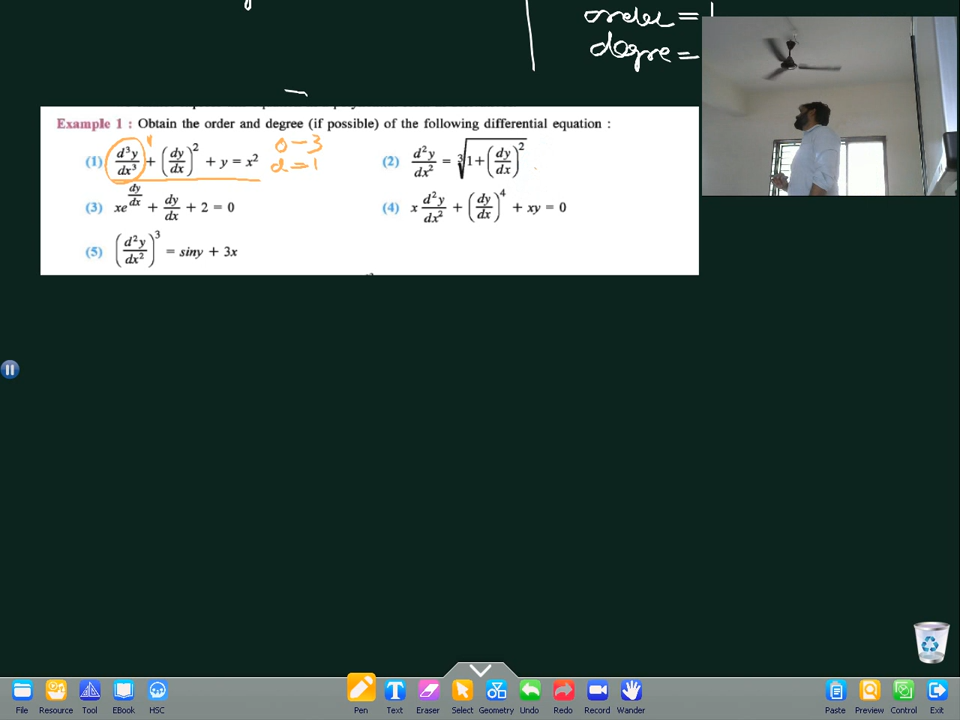 order = 1
degre =
Example 1 : Obtain the order and degree (if possible) of the following differential equation :
(1) d³y/dx³ + (dy/dx)² + y = x² 0 – 3 d = 1
(2) d²y/dx² = ∛(1+(dy/dx)²)
(3) xe^(dy/dx) + dy/dx + 2 = 0
(4) x d²y/dx² + (dy/dx)⁴ + xy = 0
(5) (d²y/dx²)³ = siny + 3x
File Resource Tool EBook HSC Pen Text Eraser Select Geometry Undo Redo Record Wander Paste Preview Control Exit